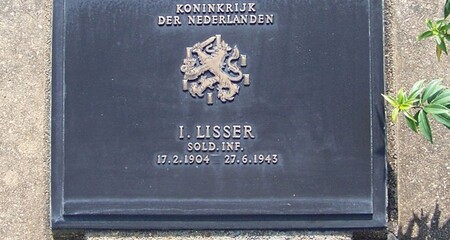 KONINKRIJK
DER NEDERLANDEN
I. LISSER
SOLD. INF.
17.2.1904 27.6.1943